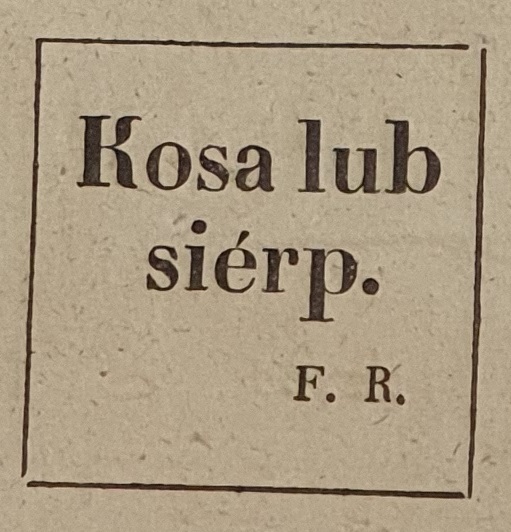 Kosa lub
siérp.
F. R.